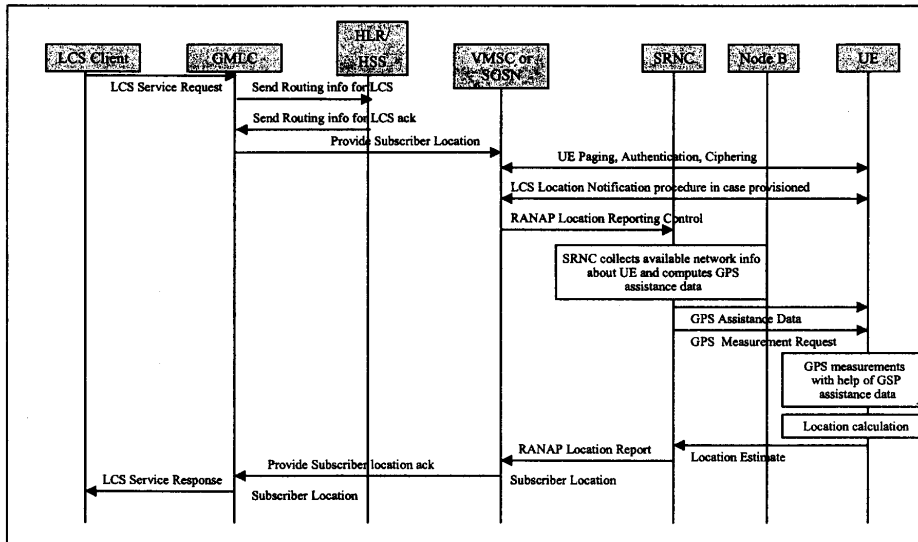 LCS Client
GMLC
HLR/
HSS
VMSC or
SGSN
SRNC
Node B
UE
LCS Service Request
Send Routing info for LCS
Send Routing info for LCS ack
Provide Subscriber Location
UE Paging, Authentication, Ciphering
LCS Location Notification procedure in case provisioned
RANAP Location Reporting Control
SRNC collects available network info
about UE and computes GPS
assistance data
GPS Assistance Data
GPS Measurement Request
GPS measurements
with help of GSP
assistance data
Location calculation
Location Estimate
RANAP Location Report
Subscriber Location
Provide Subscriber location ack
LCS Service Response
Subscriber Location